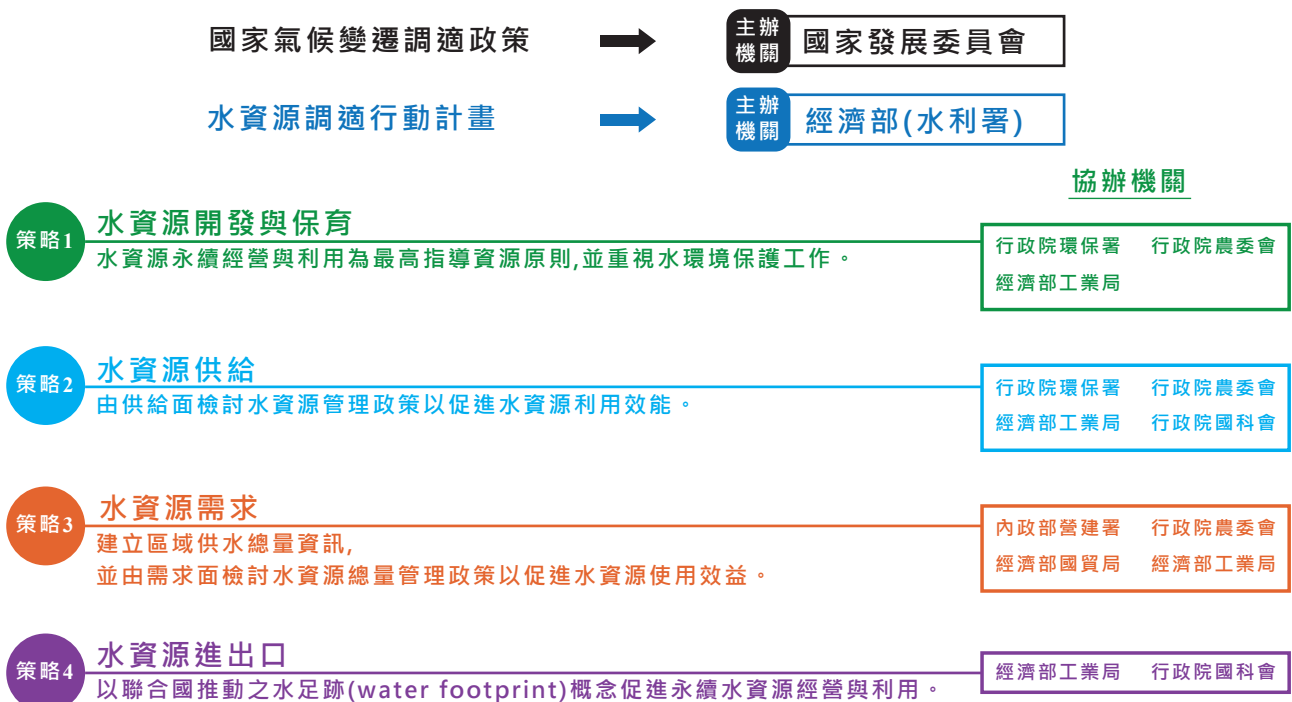 國家氣候變遷調適政策
主辦機關
國家發展委員會
水資源調適行動計畫
主辦機關
經濟部(水利署)
協辦機關
策略1
水資源開發與保育
水資源永續經營與利用為最高指導資源原則,並重視水環境保護工作。
行政院環保署 行政院農委會
經濟部工業局
策略2
水資源供給
由供給面檢討水資源管理政策以促進水資源利用效能。
行政院環保署 行政院農委會
經濟部工業局 行政院國科會
策略3
水資源需求
建立區域供水總量資訊,
並由需求面檢討水資源總量管理政策以促進水資源使用效益。
內政部營建署 行政院農委會
經濟部國貿局 經濟部工業局
策略4
水資源進出口
以聯合國推動之水足跡(water footprint)概念促進永續水資源經營與利用。
經濟部工業局 行政院國科會